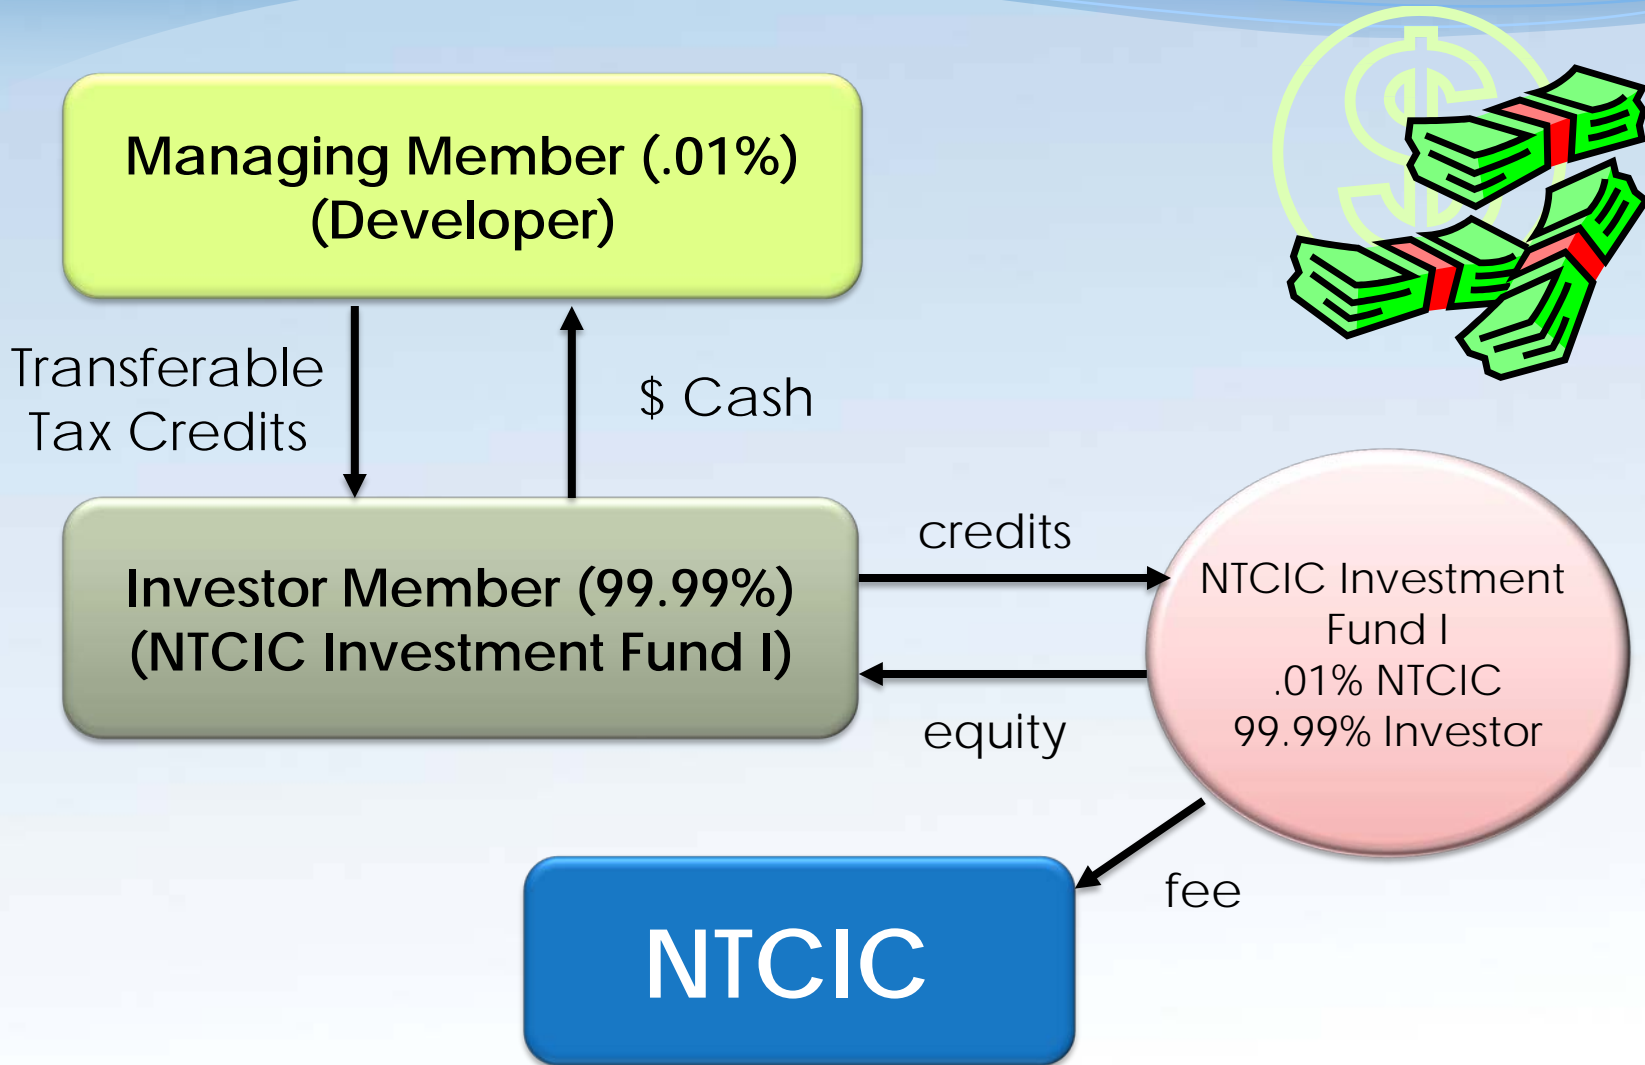 Managing Member (.01%)
(Developer)
Transferable
Tax Credits
$ Cash
Investor Member (99.99%)
(NTCIC Investment Fund I)
credits
equity
NTCIC Investment
Fund I
.01% NTCIC
99.99% Investor
fee
NTCIC